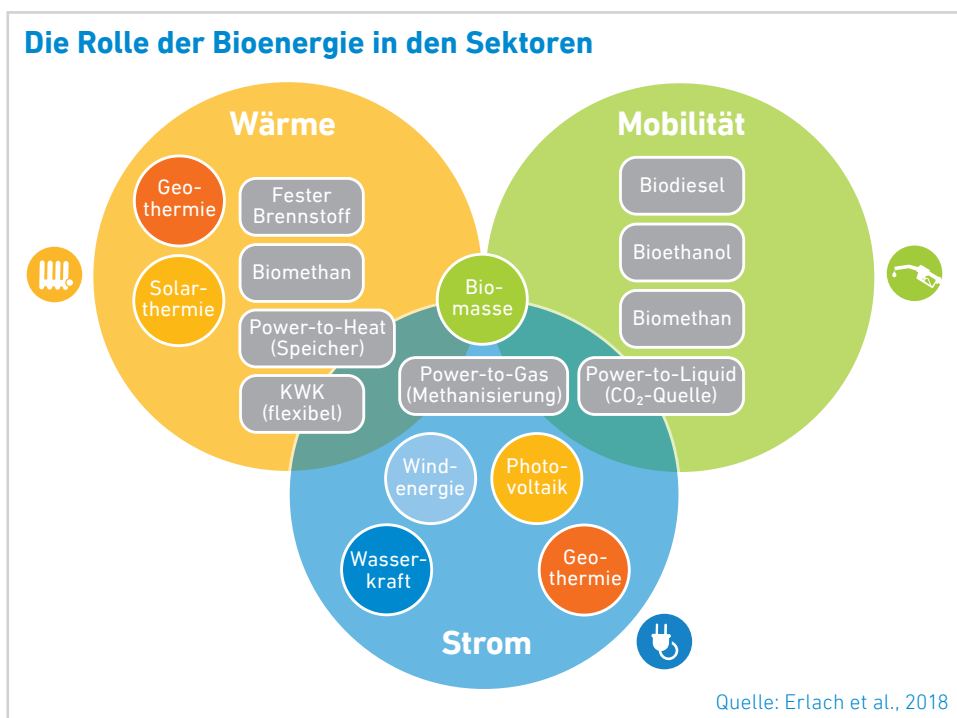 Die Rolle der Bioenergie in den Sektoren
Wärme
Geo-
thermie
Solar-
thermie
Fester
Brennstoff
Biomethan
Power-to-Heat
(Speicher)
KWK
(flexibel)
Mobilität
Biodiesel
Bioethanol
Biomethan
Power-to-Liquid
(CO₂-Quelle)
Bio-
masse
Power-to-Gas
(Methanisierung)
Wind-
energie
Photo-
voltaik
Wasser-
kraft
Geo-
thermie
Strom
Quelle: Erlach et al., 2018